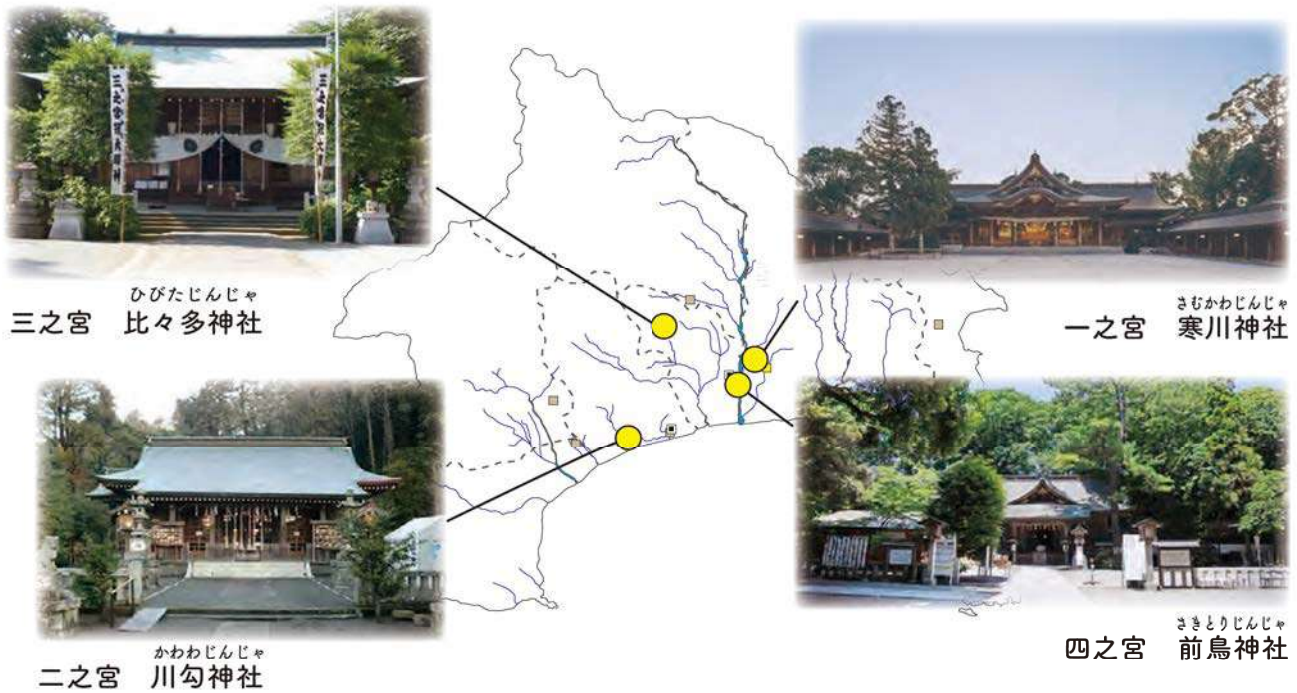 ひびたじんじゃ
三之宮　比々多神社
さむかわじんじゃ
一之宮　寒川神社
かわわじんじゃ
二之宮　川勾神社
さきとりじんじゃ
四之宮　前鳥神社